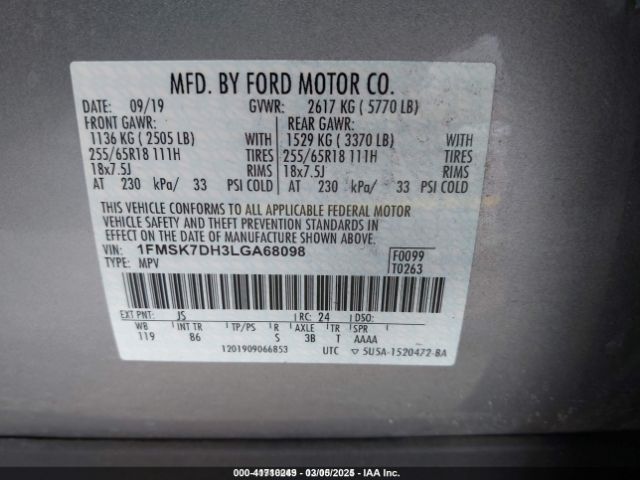 MFD. BY FORD MOTOR CO.
DATE: 09/19 GVWR: 2617 KG ( 5770 LB)
FRONT GAWR: REAR GAWR:
1136 KG ( 2505 LB) WITH 1529 KG ( 3370 LB) WITH
255/65R18 111H TIRES 255/65R18 111H TIRES
18x7.5J RIMS 18x7.5J RIMS
AT 230 kPa/ 33 PSI COLD AT 230 kPa/ 33 PSI COLD
THIS VEHICLE CONFORMS TO ALL APPLICABLE FEDERAL MOTOR
VEHICLE SAFETY AND THEFT PREVENTION STANDARDS IN
EFFECT ON THE DATE OF MANUFACTURE SHOWN ABOVE.
VIN: 1FMSK7DH3LGA68098 F0099
TYPE: MPV T0263
EXT PNT: JS RC: 24 DSO:
WB INT TR TP/PS R AXLE TR SPR
119 B6 S 3B T AAAA
1201909066853 UTC ▽ 5U5A-1520472-BA
03/06/2025 - IAA Inc.